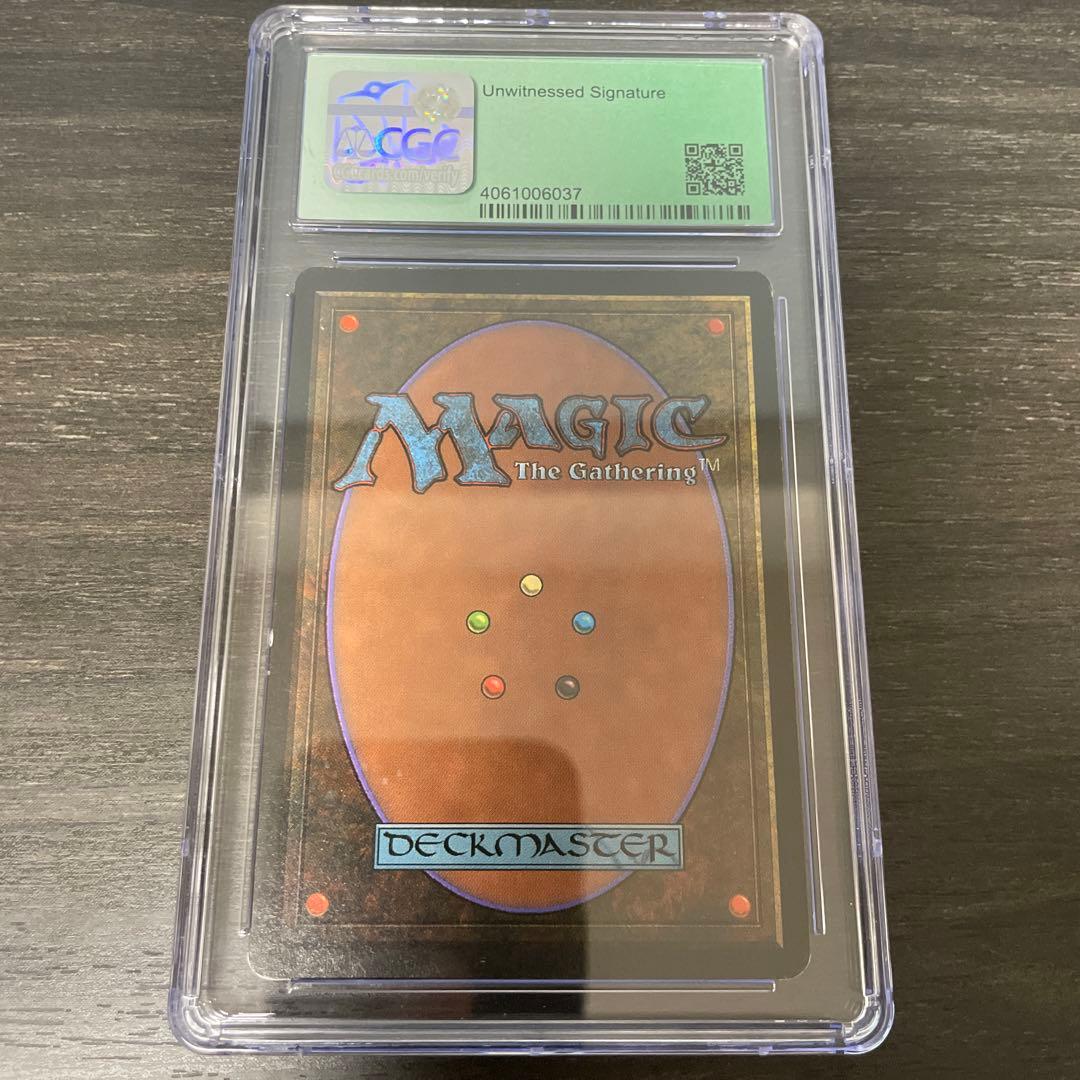 Unwitnessed Signature
CGC
CGCcards.com/verify
4061006037
MAGIC
The Gathering™
DECKMASTER